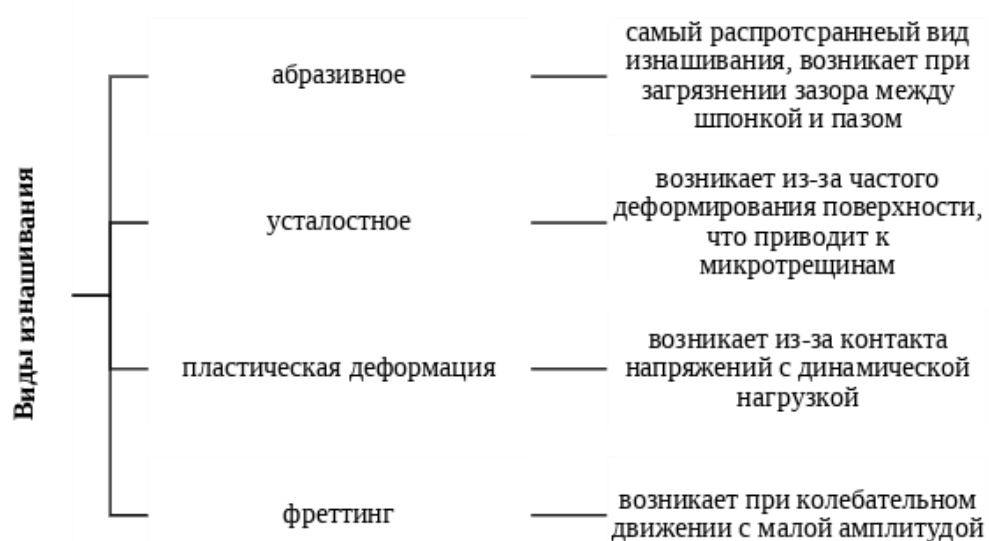 Виды изнашивания
абразивное
самый распротсраннеый вид
изнашивания, возникает при
загрязнении зазора между
шпонкой и пазом
усталостное
возникает из-за частого
деформирования поверхности,
что приводит к
микротрещинам
пластическая деформация
возникает из-за контакта
напряжений с динамической
нагрузкой
фреттинг
возникает при колебательном
движении с малой амплитудой